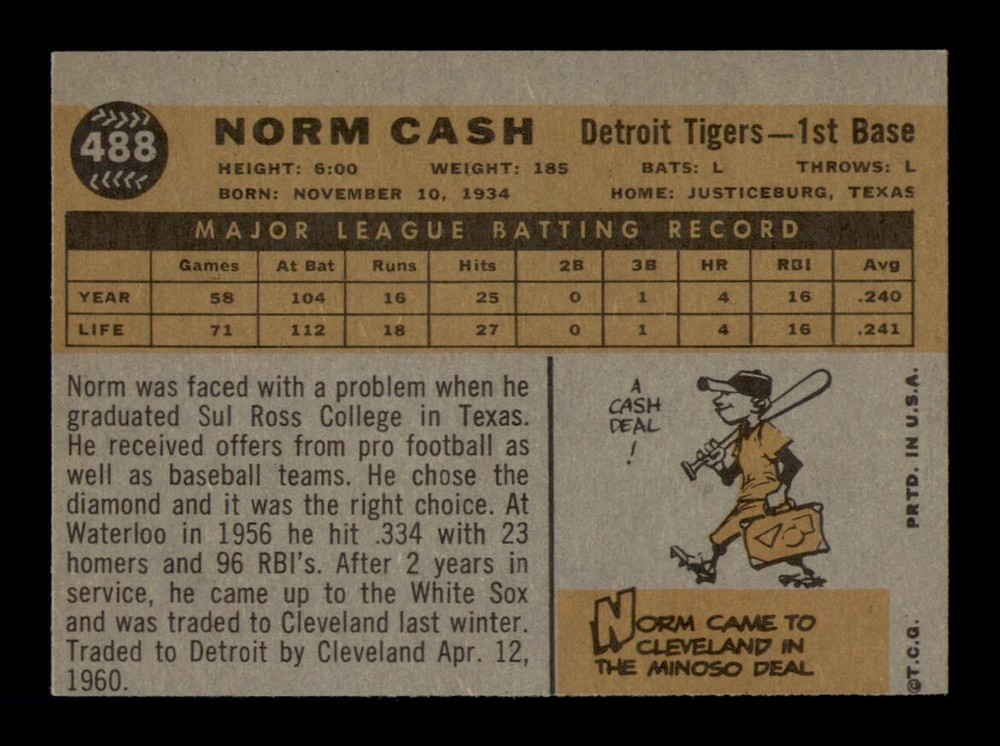 488
NORM CASH Detroit Tigers—1st Base
HEIGHT: 6:00 WEIGHT: 185 BATS: L THROWS: L
BORN: NOVEMBER 10, 1934 HOME: JUSTICEBURG, TEXAS
MAJOR LEAGUE BATTING RECORD
Games At Bat Runs Hits 2B 3B HR RBI Avg
YEAR 58 104 16 25 0 1 4 16 .240
LIFE 71 112 18 27 0 1 4 16 .241
Norm was faced with a problem when he
graduated Sul Ross College in Texas.
He received offers from pro football as
well as baseball teams. He chose the
diamond and it was the right choice. At
Waterloo in 1956 he hit .334 with 23
homers and 96 RBI's. After 2 years in
service, he came up to the White Sox
and was traded to Cleveland last winter.
Traded to Detroit by Cleveland Apr. 12,
1960.
A
CASH
DEAL
!
NORM CAME TO
CLEVELAND IN
THE MINOSO DEAL
©T.C.G. PRTD. IN U.S.A.